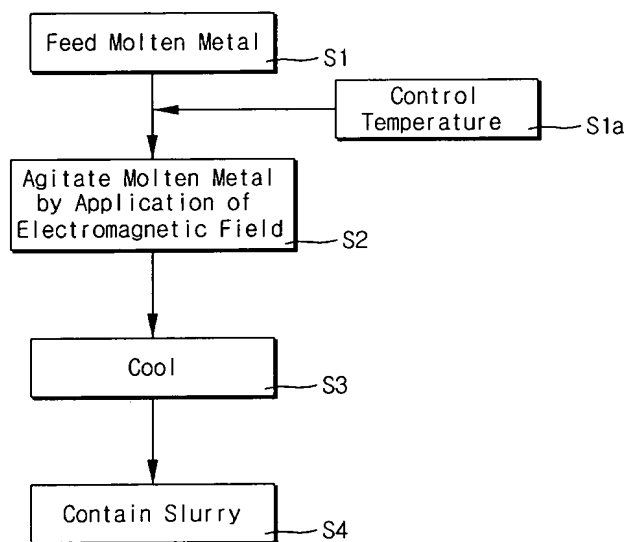 Feed Molten Metal
S1
Control
Temperature
S1a
Agitate Molten Metal
by Application of
Electromagnetic Field
S2
Cool
S3
Contain Slurry
S4